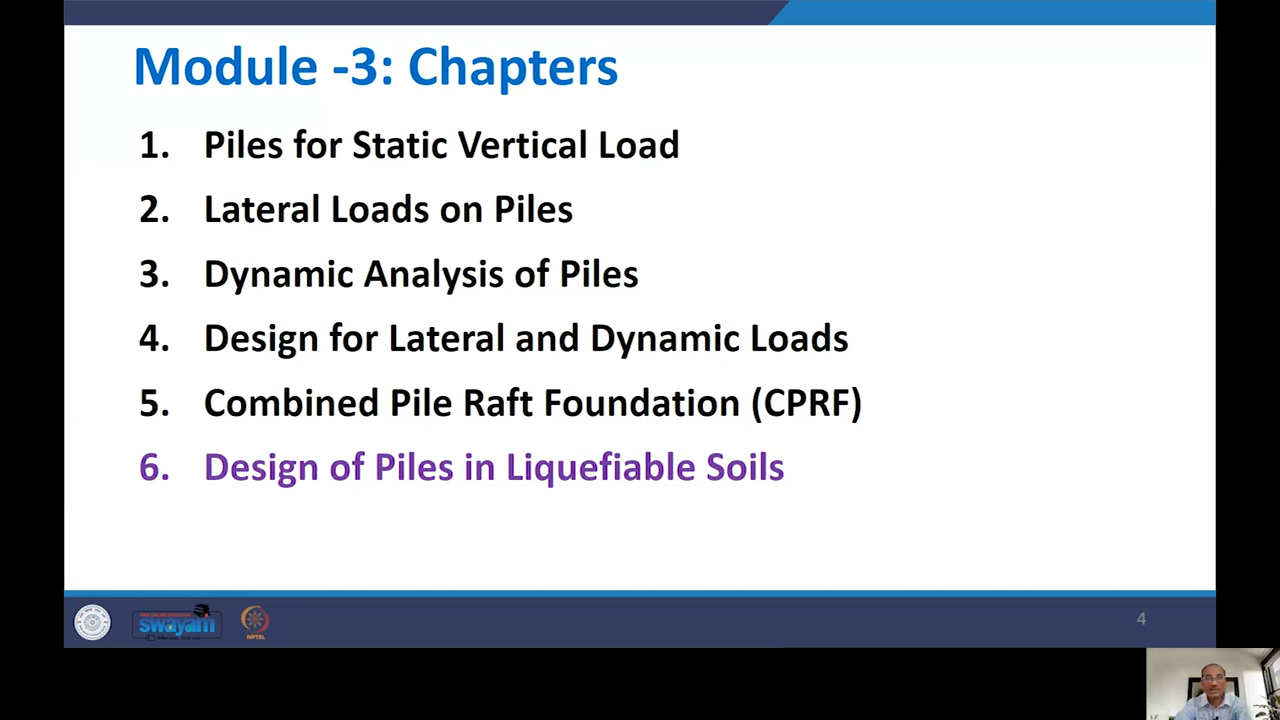 Module -3: Chapters
1. Piles for Static Vertical Load
2. Lateral Loads on Piles
3. Dynamic Analysis of Piles
4. Design for Lateral and Dynamic Loads
5. Combined Pile Raft Foundation (CPRF)
6. Design of Piles in Liquefiable Soils
swayam
NPTEL
4